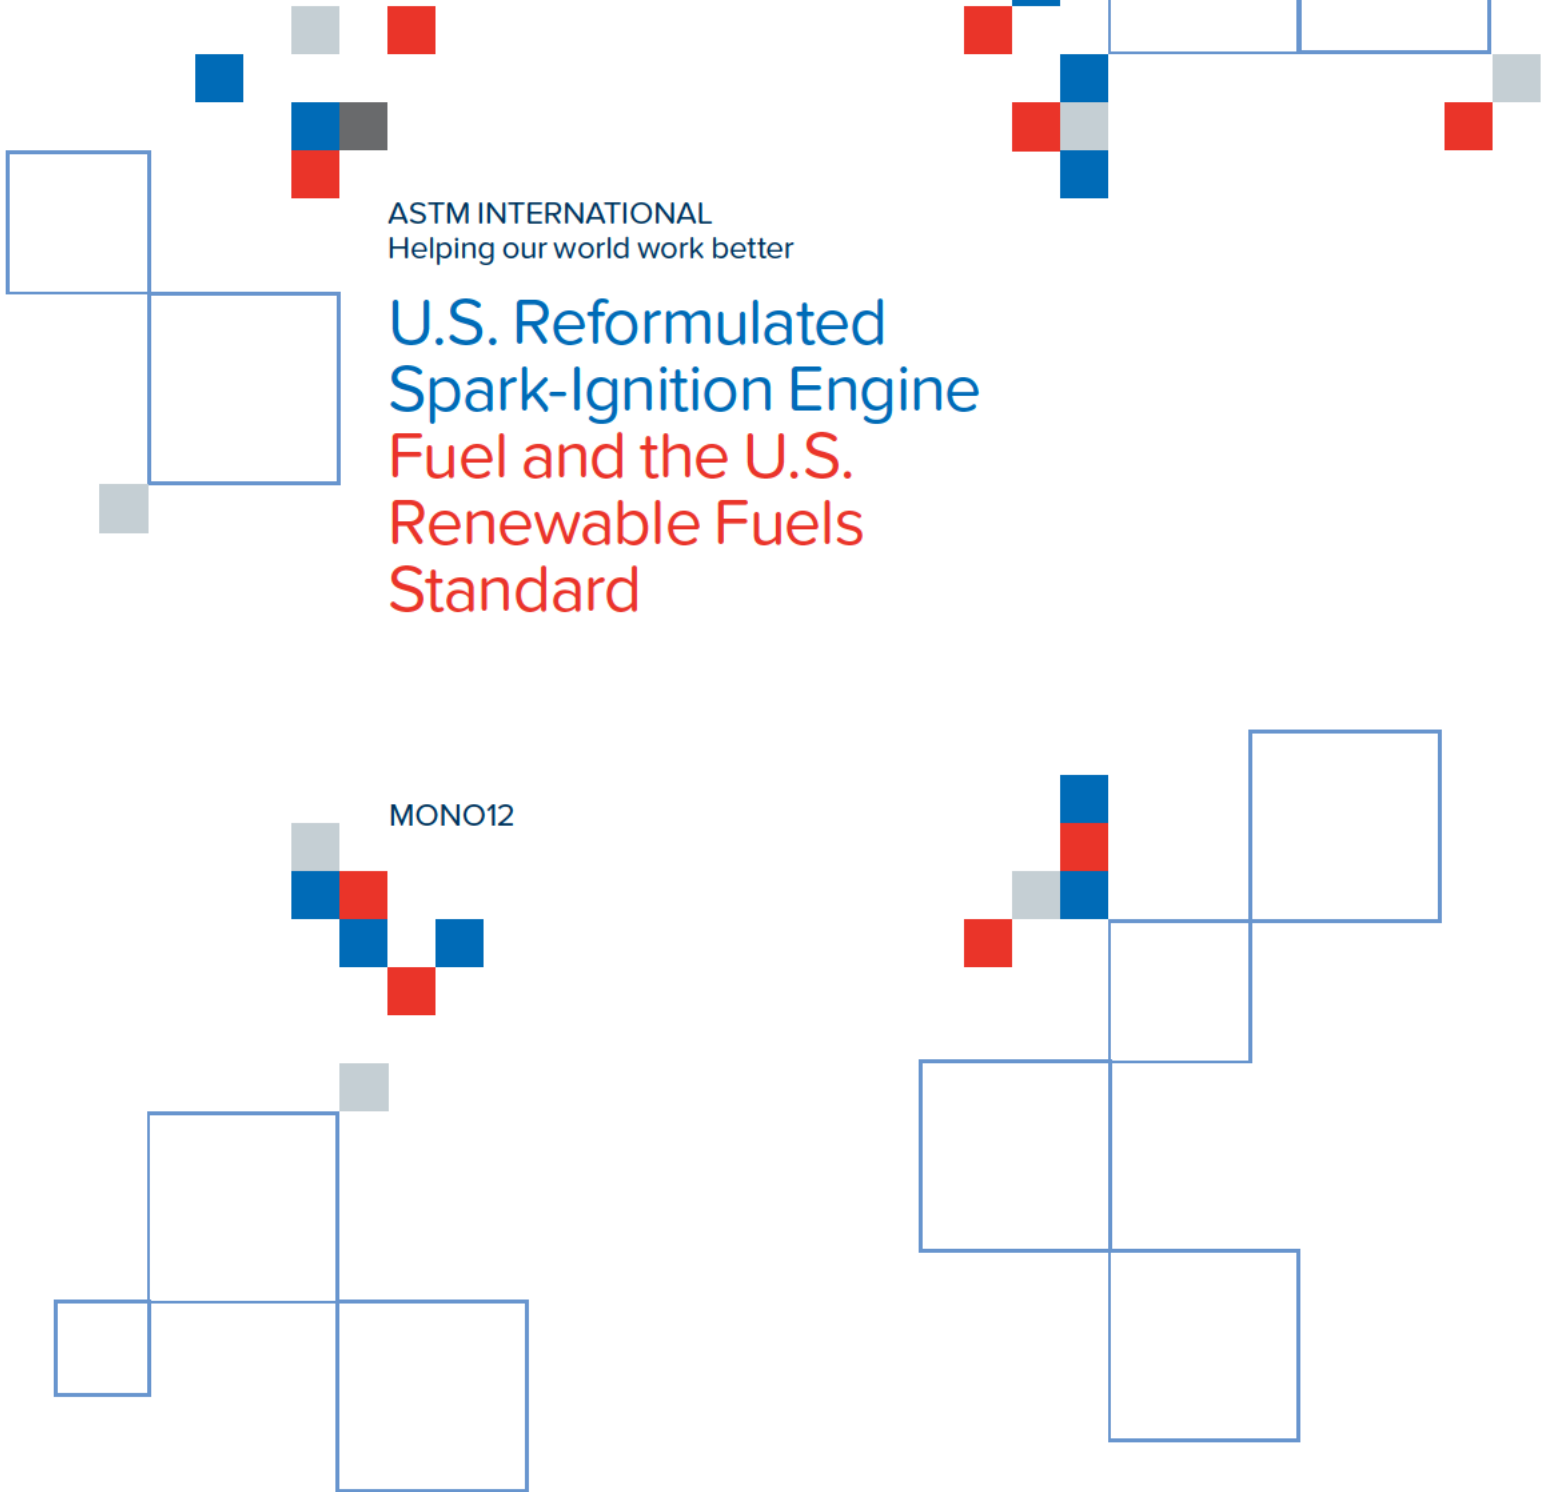 ASTM INTERNATIONAL
Helping our world work better
U.S. Reformulated
Spark-Ignition Engine
Fuel and the U.S.
Renewable Fuels
Standard
MONO12